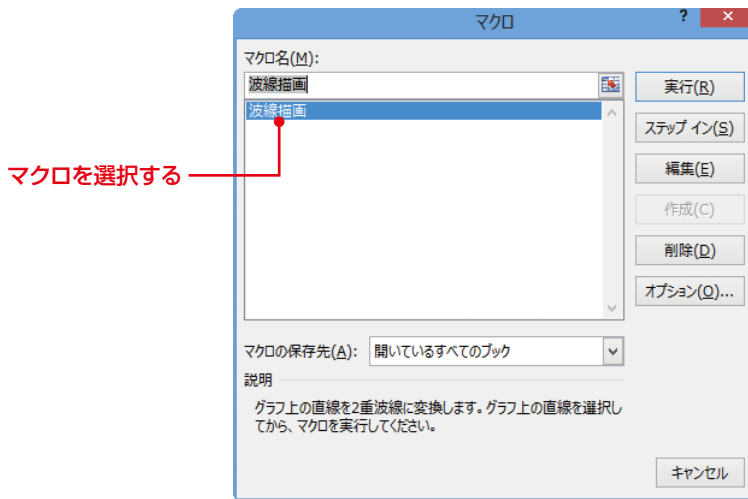 マクロ
?
×
マクロ名(M):
波線描画
波線描画
マクロを選択する
実行(R)
ステップ イン(S)
編集(E)
作成(C)
削除(D)
オプション(O)...
マクロの保存先(A):
開いているすべてのブック
説明
グラフ上の直線を2重波線に変換します。グラフ上の直線を選択し
てから、マクロを実行してください。
キャンセル